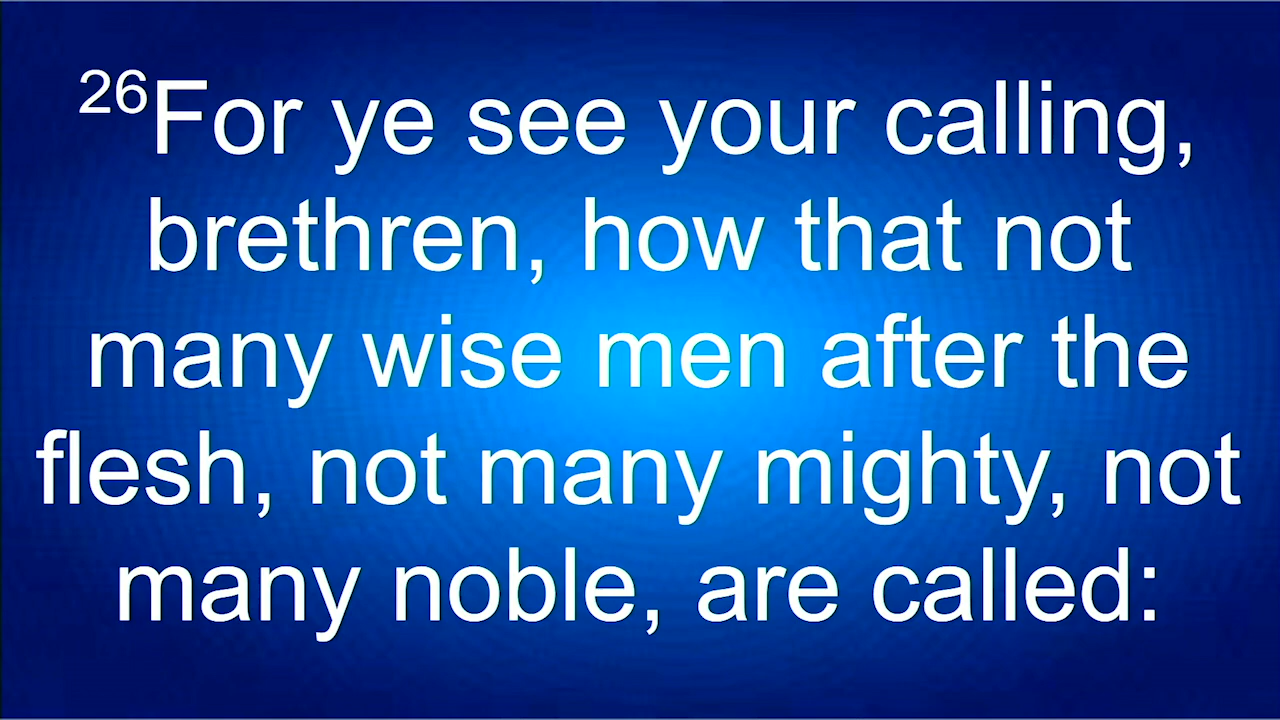 26For ye see your calling,
brethren, how that not
many wise men after the
flesh, not many mighty, not
many noble, are called: